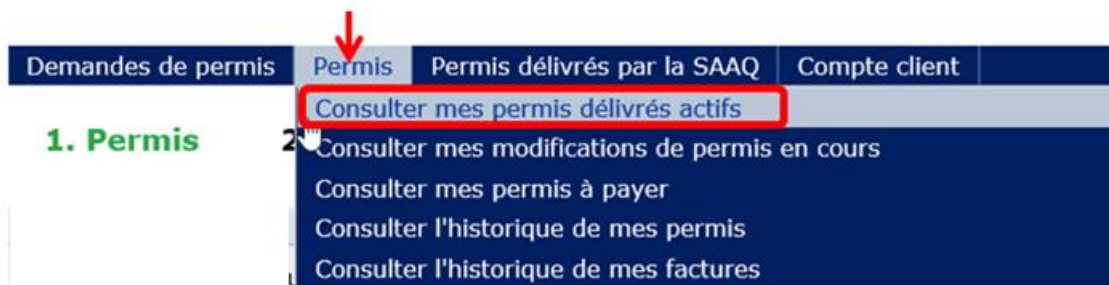 Demandes de permis Permis Permis délivrés par la SAAQ Compte client
Consulter mes permis délivrés actifs
1. Permis 2
Consulter mes modifications de permis en cours
Consulter mes permis à payer
Consulter l'historique de mes permis
Consulter l'historique de mes factures